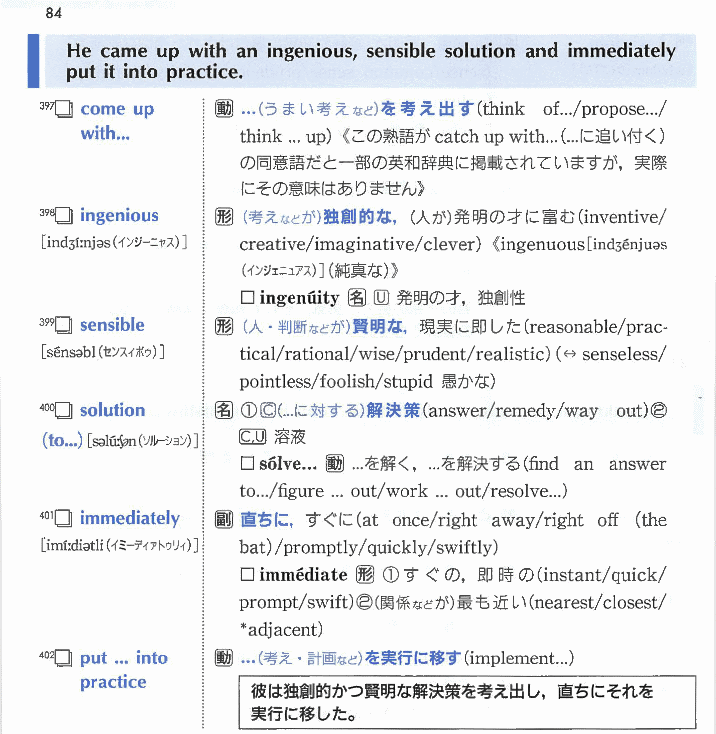 84
He came up with an ingenious, sensible solution and immediately
put it into practice.
397 come up with...
動 …(うまい考えなど)を考え出す(think of.../propose.../
think ... up)《この熟語が catch up with...(…に追い付く)
の同意語だと一部の英和辞典に掲載されていますが，実際
にその意味はありません》
398 ingenious
[indʒíːnjəs(インジーニャス)]
形 (考えなどが)独創的な，(人が)発明の才に富む(inventive/
creative/imaginative/clever)《ingenuous[indʒénjuəs
(インジェニュアス)](純真な)》
□ ingenúity 名 U 発明の才，独創性
399 sensible
[sénsəbl(センスィボゥ)]
形 (人・判断などが)賢明な，現実に即した(reasonable/prac-
tical/rational/wise/prudent/realistic)(⇔ senseless/
pointless/foolish/stupid 愚かな)
400 solution
(to...) [səlúːʃən(ソルーション)]
名 ①C(…に対する)解決策(answer/remedy/way out)②
C,U 溶液
□ sólve... 動 …を解く，…を解決する(find an answer
to.../figure ... out/work ... out/resolve...)
401 immediately
[imíːdiətli(イミーディアトゥリィ)]
副 直ちに，すぐに(at once/right away/right off (the
bat)/promptly/quickly/swiftly)
□ immédiate 形 ①すぐの，即時の(instant/quick/
prompt/swift)②(関係などが)最も近い(nearest/closest/
*adjacent)
402 put ... into
practice
動 …(考え・計画など)を実行に移す(implement...)
彼は独創的かつ賢明な解決策を考え出し，直ちにそれを
実行に移した。